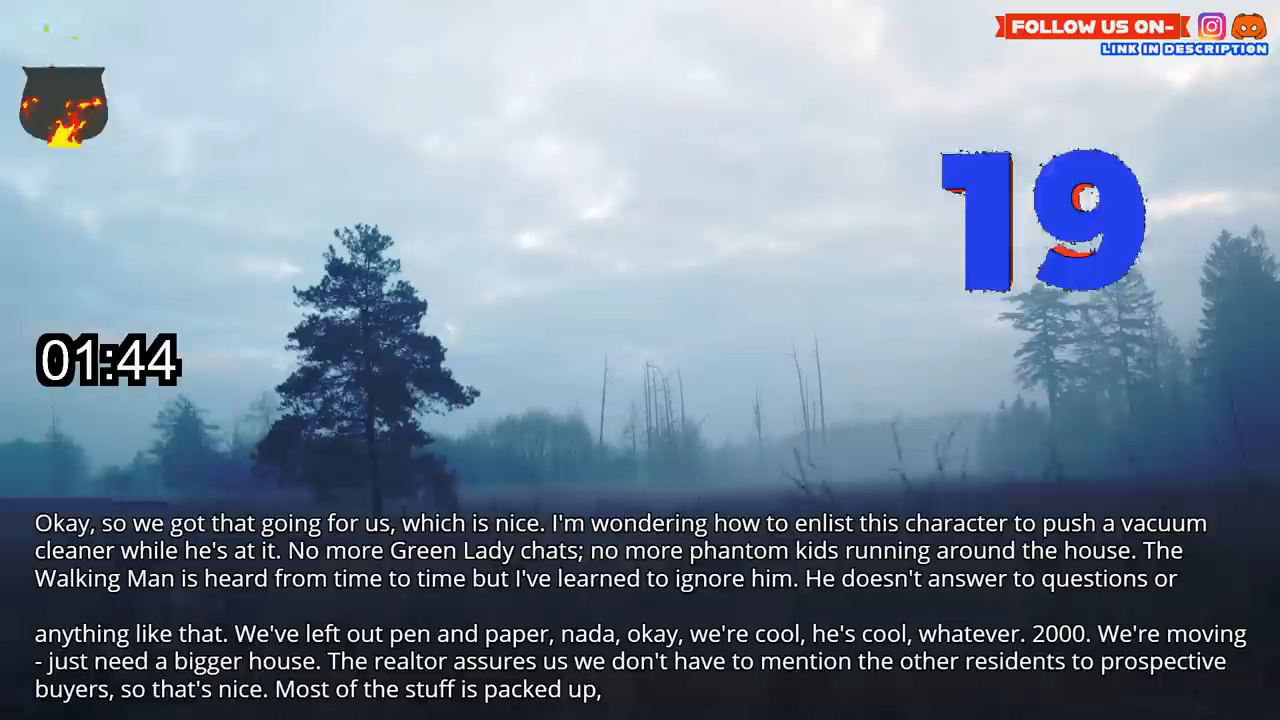 FOLLOW US ON-
LINK IN DESCRIPTION
19
01:44
Okay, so we got that going for us, which is nice. I'm wondering how to enlist this character to push a vacuum
cleaner while he's at it. No more Green Lady chats; no more phantom kids running around the house. The
Walking Man is heard from time to time but I've learned to ignore him. He doesn't answer to questions or
anything like that. We've left out pen and paper, nada, okay, we're cool, he's cool, whatever. 2000. We're moving
- just need a bigger house. The realtor assures us we don't have to mention the other residents to prospective
buyers, so that's nice. Most of the stuff is packed up,